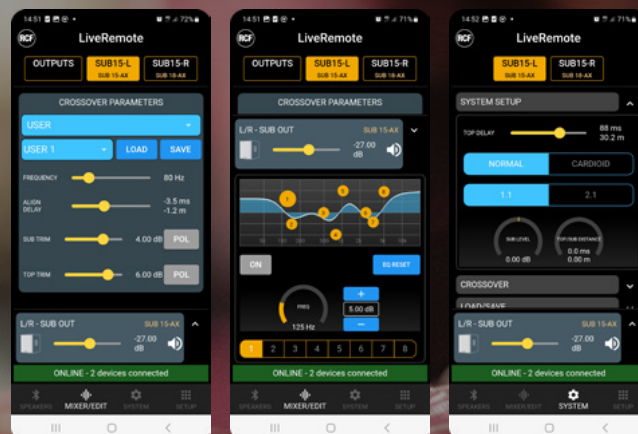 14:51 72%
RCF LiveRemote
OUTPUTS SUB15-L SUB15-R
SUB 15-AX SUB 18-AX
CROSSOVER PARAMETERS
USER
USER 1 LOAD SAVE
FREQUENCY 80 Hz
ALIGN DELAY -3.5 ms
-1.2 m
SUB TRIM 4.00 dB POL
TOP TRIM 6.00 dB POL
L/R - SUB OUT SUB 15-AX
-27.00
dB
ONLINE - 2 devices connected
SPEAKERS MIXER/EDIT SYSTEM SETUP
14:51 71%
RCF LiveRemote
OUTPUTS SUB15-L SUB15-R
SUB 15-AX SUB 18-AX
CROSSOVER PARAMETERS
L/R - SUB OUT SUB 15-AX
-27.00
dB
1 2 3 4 5 6 7 8
ON EQ RESET
FREQ
125 Hz
+
5.00 dB
−
1 2 3 4 5 6 7 8
ONLINE - 2 devices connected
SPEAKERS MIXER/EDIT SYSTEM SETUP
14:52 71%
RCF LiveRemote
SUB15-L SUB15-R
SUB 15-AX SUB 18-AX
SYSTEM SETUP
TOP DELAY 88 ms
30.2 m
NORMAL CARDIOID
1.1 2.1
SUB LEVEL TOP/SUB DISTANCE
0.00 dB 0.0 ms
0.00 m
CROSSOVER
LOAD/SAVE
L/R - SUB OUT SUB 15-AX
-27.00
dB
ONLINE - 2 devices connected
SPEAKERS MIXER/EDIT SYSTEM SETUP